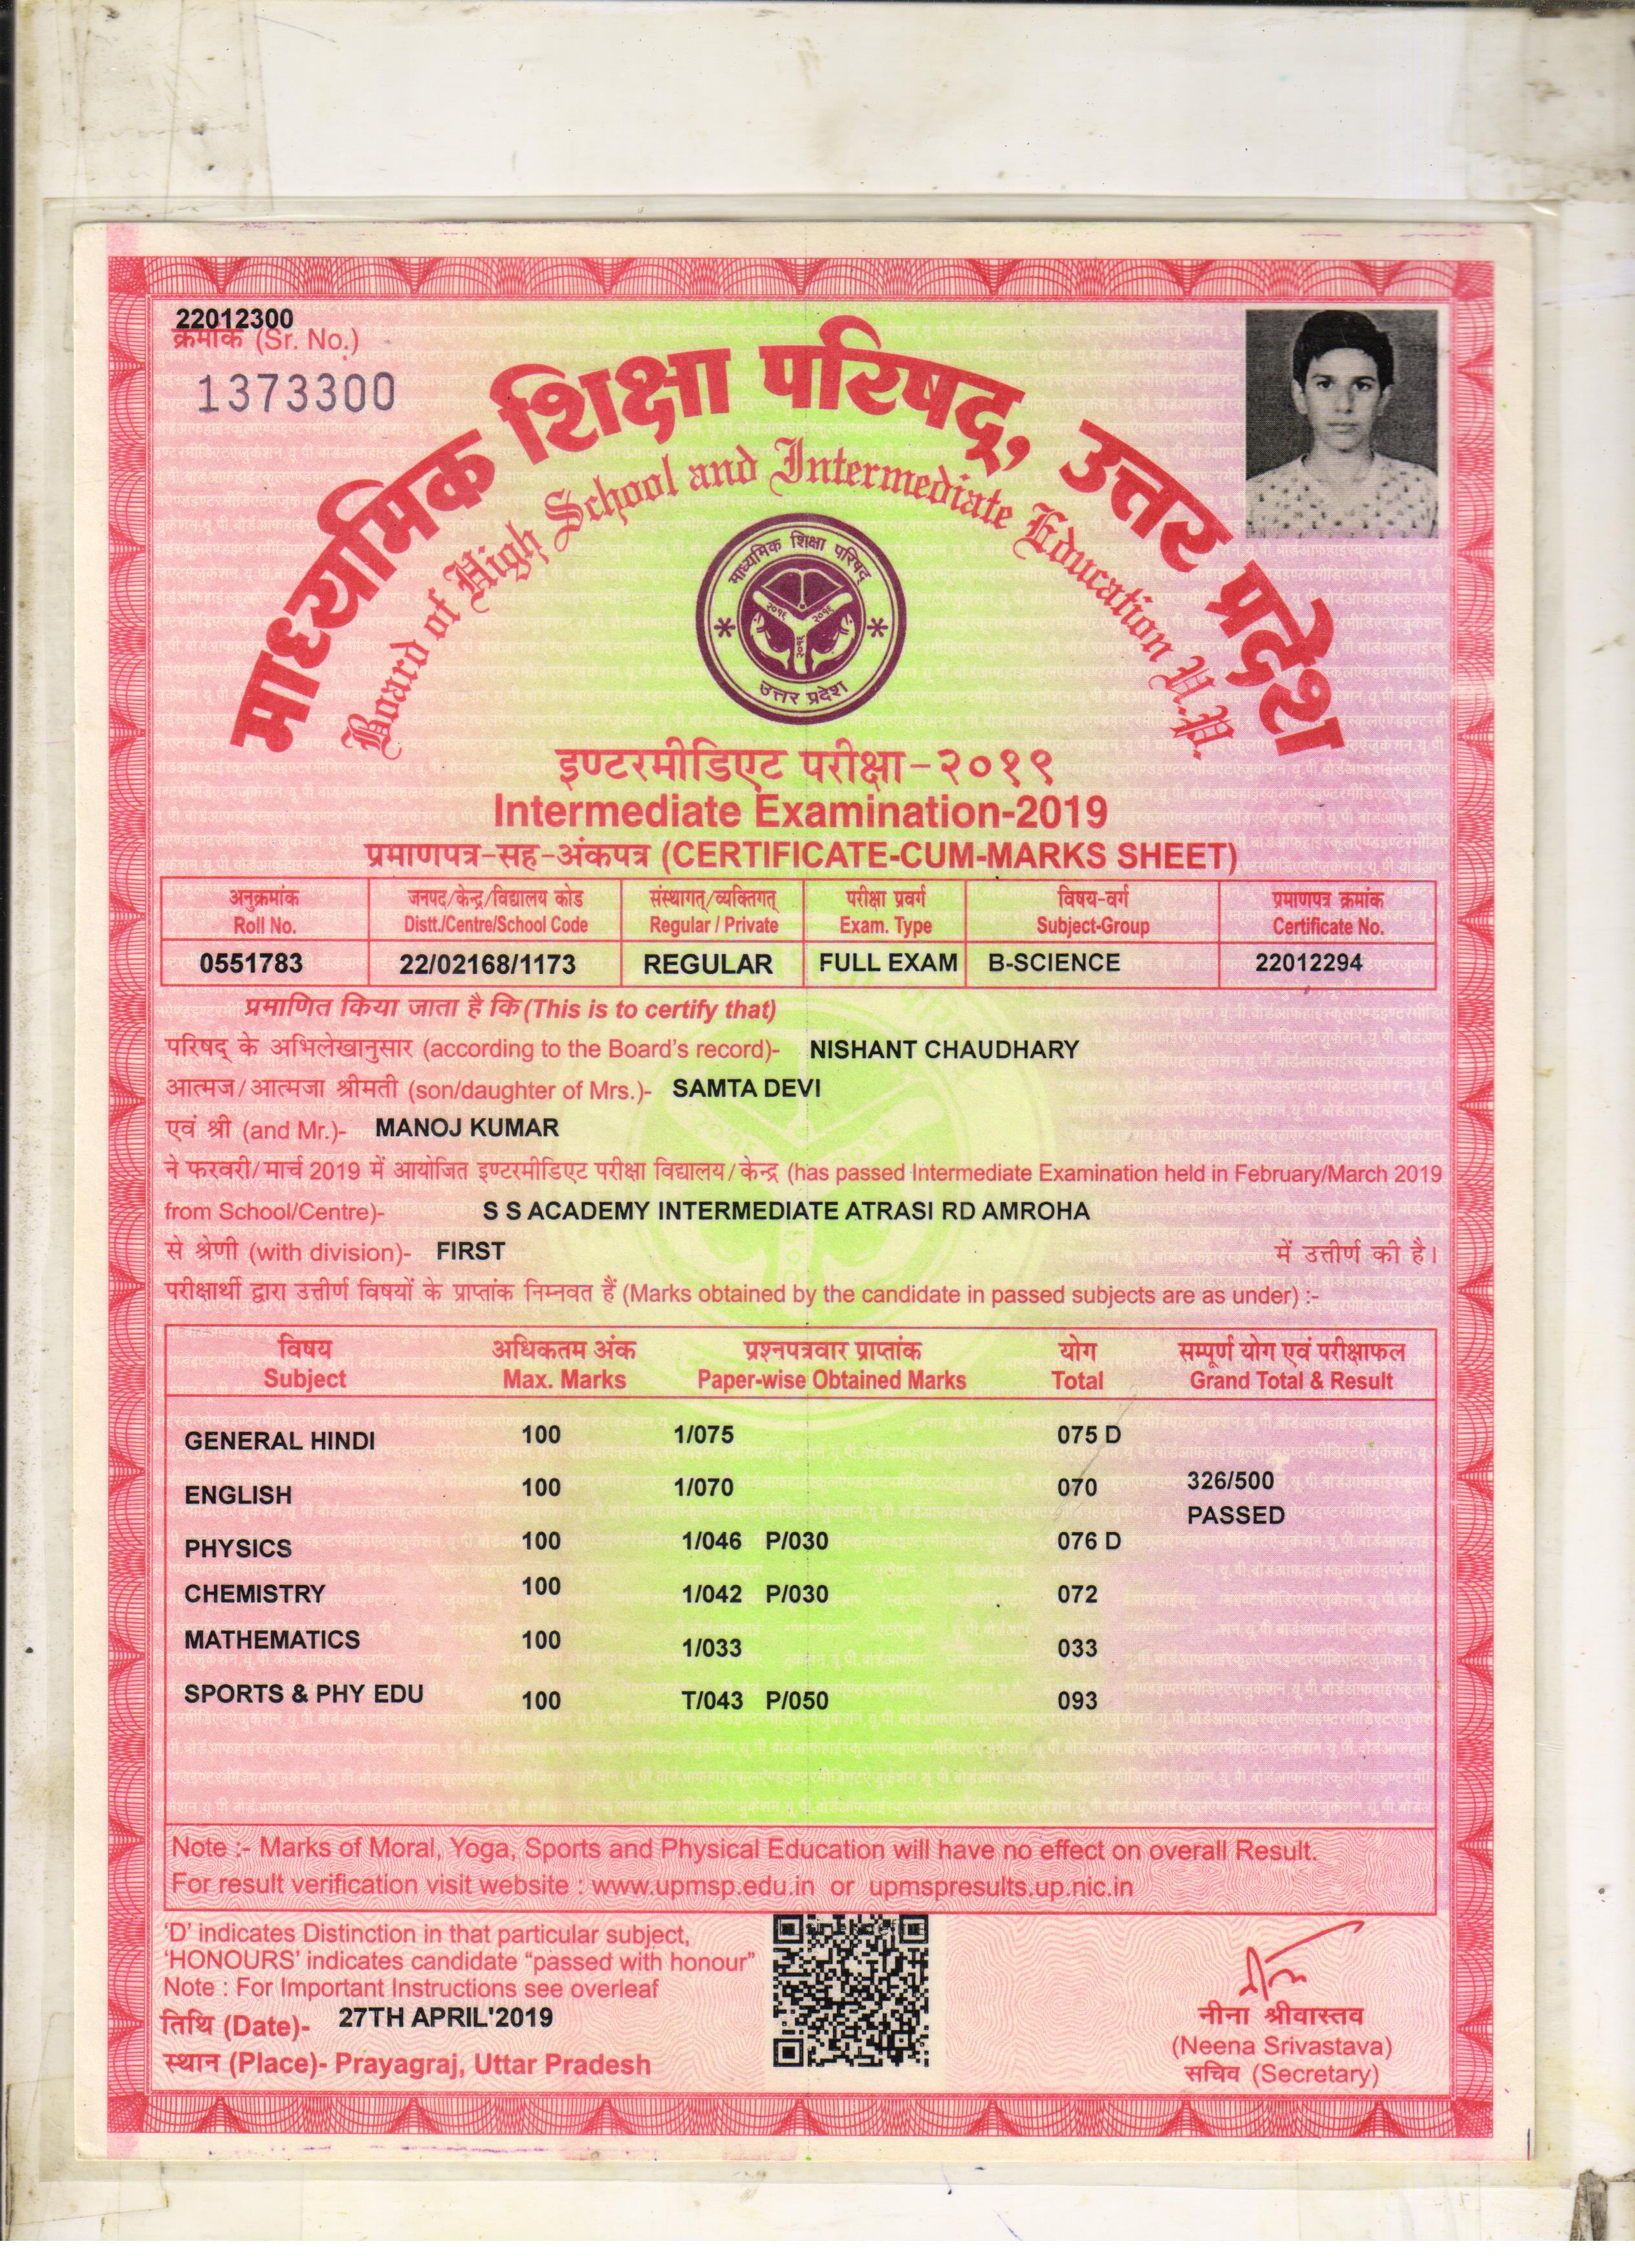 22012300
क्रमांक (Sr. No.)
1373300
माध्यमिक शिक्षा परिषद्, उत्तर प्रदेश
Board of High School and Intermediate Education U.P.
माध्यमिक शिक्षा परिषद्
२०१६ २०१६
२०१६
उत्तर प्रदेश
इण्टरमीडिएट परीक्षा-२०१९
Intermediate Examination-2019
प्रमाणपत्र-सह-अंकपत्र (CERTIFICATE-CUM-MARKS SHEET)
अनुक्रमांक जनपद/केन्द्र/विद्यालय कोड संस्थागत्/व्यक्तिगत् परीक्षा प्रवर्ग विषय-वर्ग प्रमाणपत्र क्रमांक
Roll No. Distt./Centre/School Code Regular / Private Exam. Type Subject-Group Certificate No.
0551783 22/02168/1173 REGULAR FULL EXAM B-SCIENCE 22012294
प्रमाणित किया जाता है कि (This is to certify that)
परिषद् के अभिलेखानुसार (according to the Board's record)- NISHANT CHAUDHARY
आत्मज/आत्मजा श्रीमती (son/daughter of Mrs.)- SAMTA DEVI
एवं श्री (and Mr.)- MANOJ KUMAR
ने फरवरी/मार्च 2019 में आयोजित इण्टरमीडिएट परीक्षा विद्यालय/केन्द्र (has passed Intermediate Examination held in February/March 2019
from School/Centre)- S S ACADEMY INTERMEDIATE ATRASI RD AMROHA
से श्रेणी (with division)- FIRST में उत्तीर्ण की है।
परीक्षार्थी द्वारा उत्तीर्ण विषयों के प्राप्तांक निम्नवत हैं (Marks obtained by the candidate in passed subjects are as under) :-
विषय अधिकतम अंक प्रश्नपत्रवार प्राप्तांक योग सम्पूर्ण योग एवं परीक्षाफल
Subject Max. Marks Paper-wise Obtained Marks Total Grand Total & Result
GENERAL HINDI 100 1/075 075 D
ENGLISH 100 1/070 070 326/500
PASSED
PHYSICS 100 1/046 P/030 076 D
CHEMISTRY 100 1/042 P/030 072
MATHEMATICS 100 1/033 033
SPORTS & PHY EDU 100 T/043 P/050 093
Note :- Marks of Moral, Yoga, Sports and Physical Education will have no effect on overall Result.
For result verification visit website : www.upmsp.edu.in or upmspresults.up.nic.in
'D' indicates Distinction in that particular subject,
'HONOURS' indicates candidate "passed with honour"
Note : For Important Instructions see overleaf
तिथि (Date)- 27TH APRIL'2019
स्थान (Place)- Prayagraj, Uttar Pradesh
नीना श्रीवास्तव
(Neena Srivastava)
सचिव (Secretary)